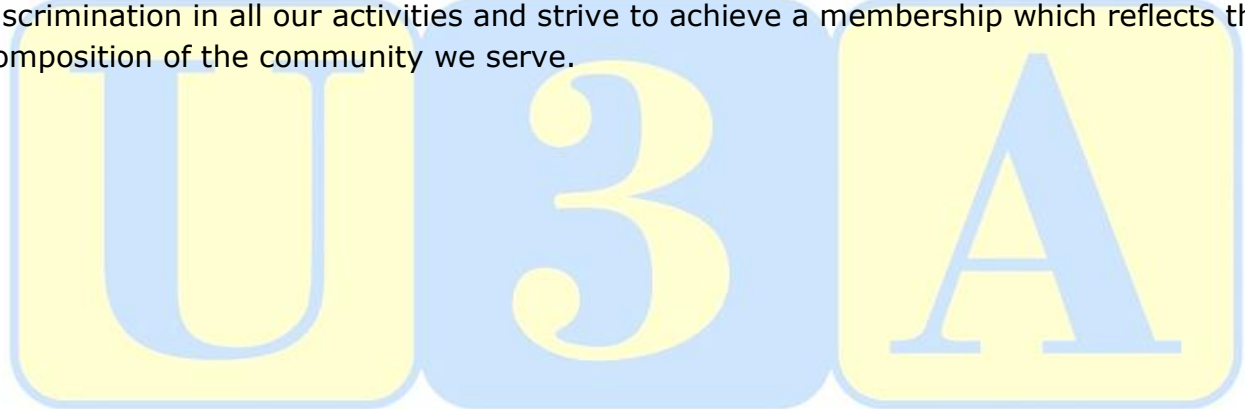 scrimination in all our activities and strive to achieve a membership which reflects th
omposition of the community we serve.
U3A